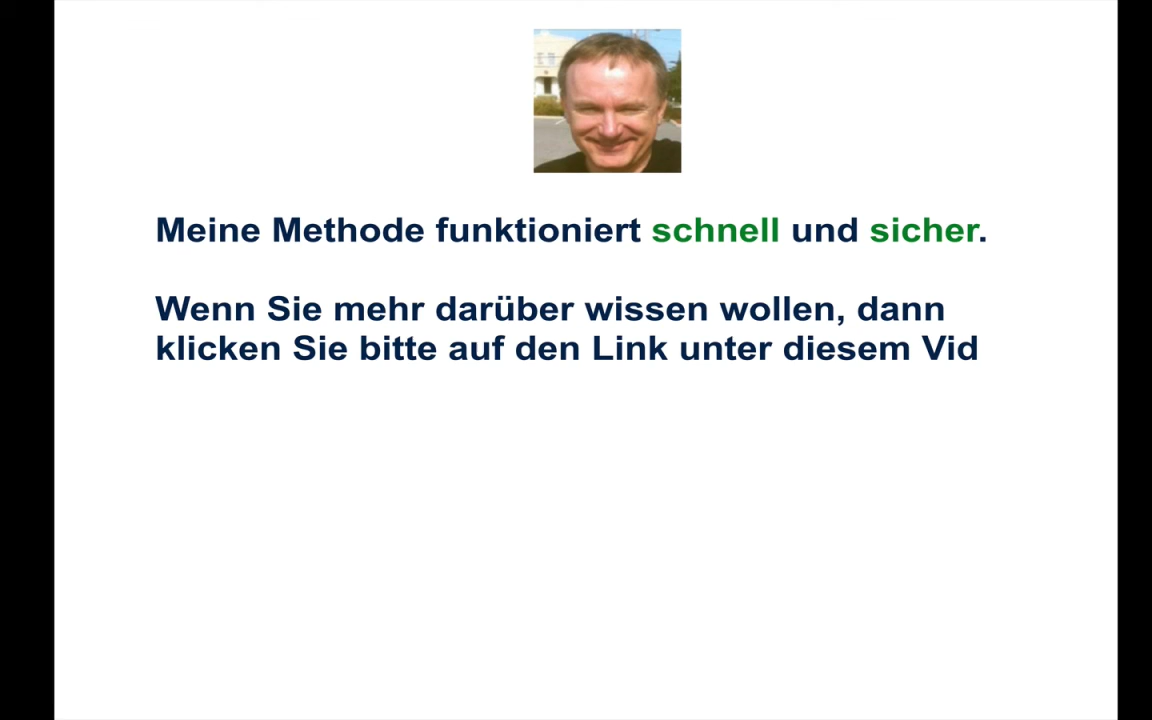 Meine Methode funktioniert schnell und sicher.
Wenn Sie mehr darüber wissen wollen, dann
klicken Sie bitte auf den Link unter diesem Vid